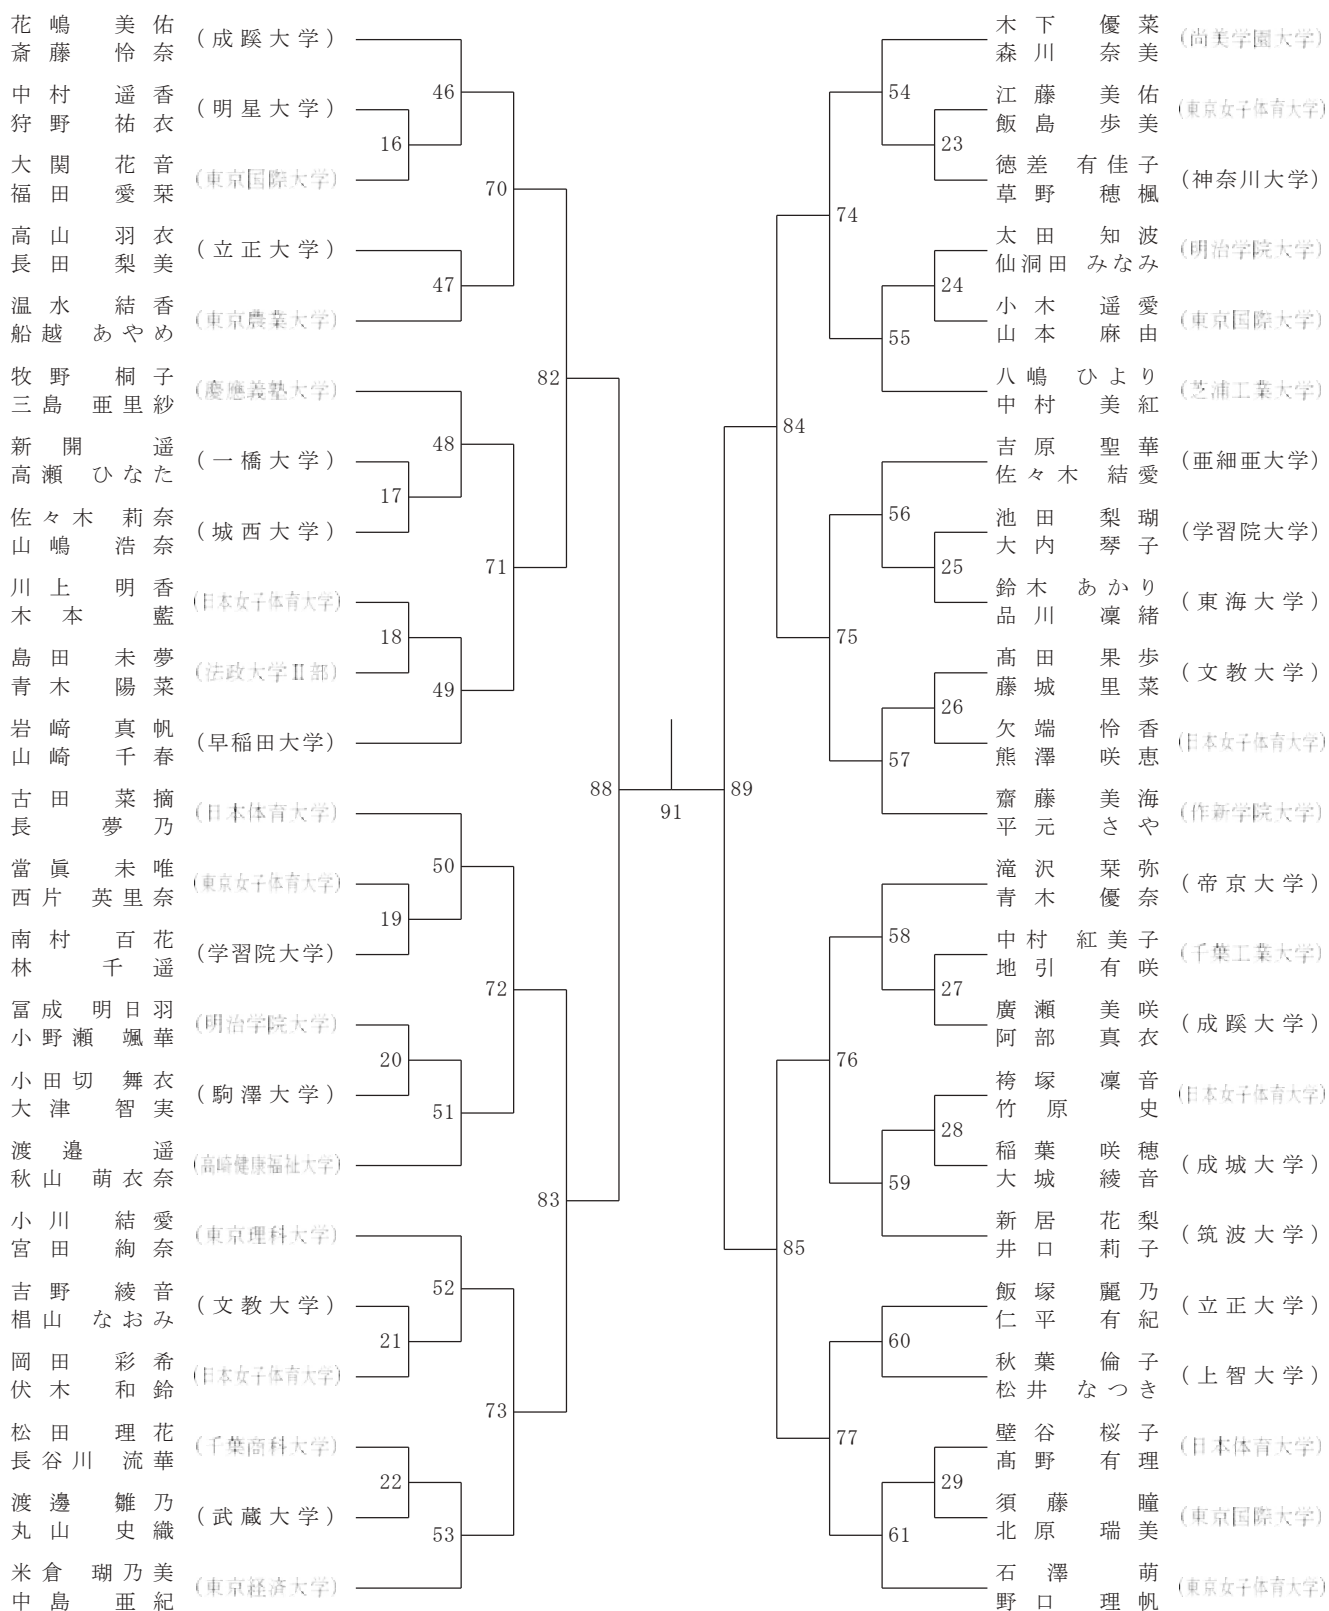 花嶋 美佑
斎藤 怜奈
(成蹊大学)
中村 遥香
狩野 祐衣
(明星大学)
大関 花音
福田 愛栞
(東京国際大学)
高山 羽衣
長田 梨美
(立正大学)
温水 結香
船越 あやめ
(東京農業大学)
牧野 桐子
三島 亜里紗
(慶應義塾大学)
新開 遥
高瀬 ひなた
(一橋大学)
佐々木 莉奈
山嶋 浩奈
(城西大学)
川上 明香
木本 藍
(日本女子体育大学)
島田 未夢
青木 陽菜
(法政大学Ⅱ部)
岩﨑 真帆
山崎 千春
(早稲田大学)
古田 菜摘
長 夢乃
(日本体育大学)
當眞 未唯
西片 英里奈
(東京女子体育大学)
南村 百花
林 千遥
(学習院大学)
冨成 明日羽
小野瀬 颯華
(明治学院大学)
小田切 舞衣
大津 智実
(駒澤大学)
渡邉 遥
秋山 萌衣奈
(高崎健康福祉大学)
小川 結愛
宮田 絢奈
(東京理科大学)
吉野 綾音
椙山 なおみ
(文教大学)
岡田 彩希
伏木 和鈴
(日本女子体育大学)
松田 理花
長谷川 流華
(千葉商科大学)
渡邊 雛乃
丸山 史織
(武蔵大学)
米倉 瑚乃美
中島 亜紀
(東京経済大学)
16
17
18
19
20
21
22
46
47
48
49
50
51
52
53
70
71
72
73
82
83
88
91
89
84
85
74
75
76
77
54
55
56
57
58
59
60
61
23
24
25
26
27
28
29
木下 優菜
森川 奈美
(尚美学園大学)
江藤 美佑
飯島 歩美
(東京女子体育大学)
徳差 有佳子
草野 穂楓
(神奈川大学)
太田 知波
仙洞田 みなみ
(明治学院大学)
小木 遥愛
山本 麻由
(東京国際大学)
八嶋 ひより
中村 美紅
(芝浦工業大学)
吉原 聖華
佐々木 結愛
(亜細亜大学)
池田 梨瑚
大内 琴子
(学習院大学)
鈴木 あかり
品川 凜緒
(東海大学)
髙田 果歩
藤城 里菜
(文教大学)
欠端 怜香
熊澤 咲恵
(日本女子体育大学)
齋藤 美海
平元 さや
(作新学院大学)
滝沢 栞弥
青木 優奈
(帝京大学)
中村 紅美子
地引 有咲
(千葉工業大学)
廣瀬 美咲
阿部 真衣
(成蹊大学)
袴塚 凜音
竹原 史
(日本女子体育大学)
稲葉 咲穂
大城 綾音
(成城大学)
新居 花梨
井口 莉子
(筑波大学)
飯塚 麗乃
仁平 有紀
(立正大学)
秋葉 倫子
松井 なつき
(上智大学)
壁谷 桜子
髙野 有理
(日本体育大学)
須藤 瞳
北原 瑞美
(東京国際大学)
石澤 萌
野口 理帆
(東京女子体育大学)